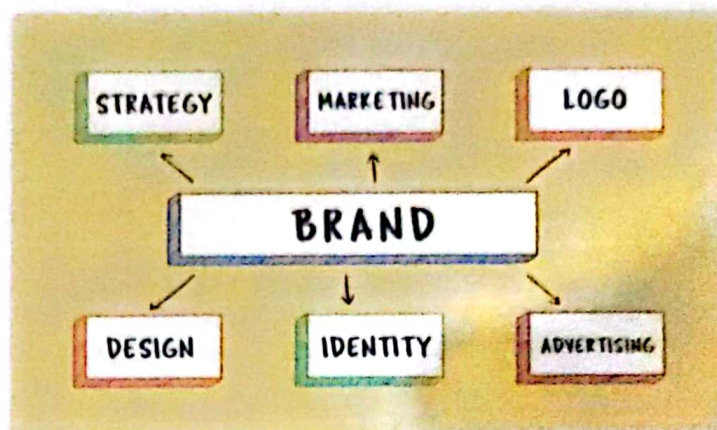 STRATEGY
MARKETING
LOGO
BRAND
DESIGN
IDENTITY
ADVERTISING